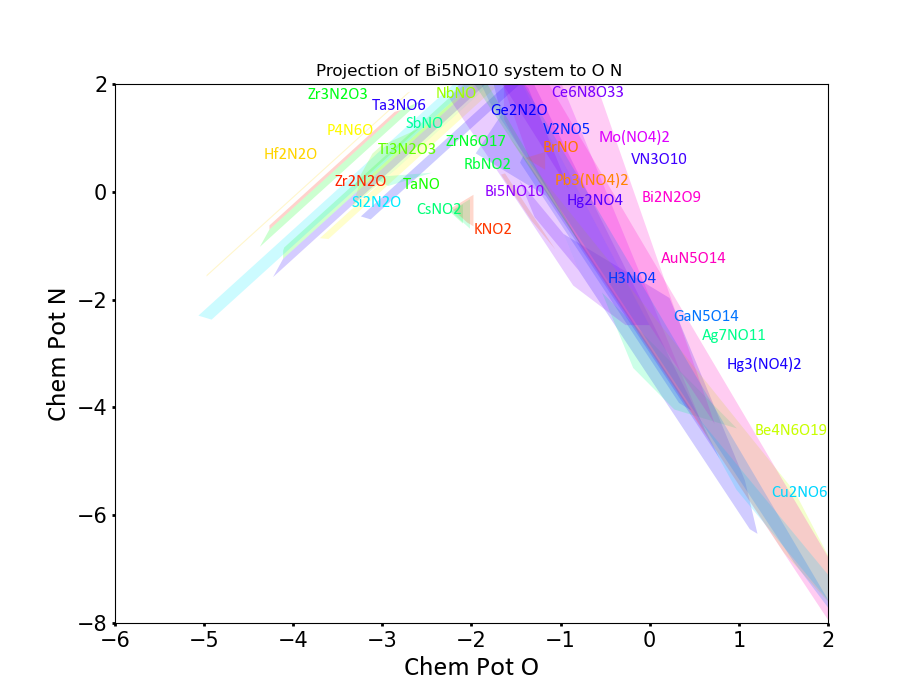 Projection of Bi5NO10 system to O N
2
Zr3N2O3
NbNO
Ce6N8O33
Ta3NO6
Ge2N2O
P4N6O
SbNO
V2NO5
Mo(NO4)2
Hf2N2O
Ti3N2O3
ZrN6O17
VN3O10
RbNO2
0
Zr2N2O
TaNO
Pb3(NO4)2
Si2N2O
Bi5NO10
Hg2NO4
Bi2N2O9
CsNO2
KNO2
AuN5O14
H3NO4
−2
GaN5O14
Ag7NO11
Hg3(NO4)2
Chem Pot N
−4
Be4N6O19
Cu2NO6
−6
−8
−6 −5 −4 −3 −2 −1 0 1 2
Chem Pot O